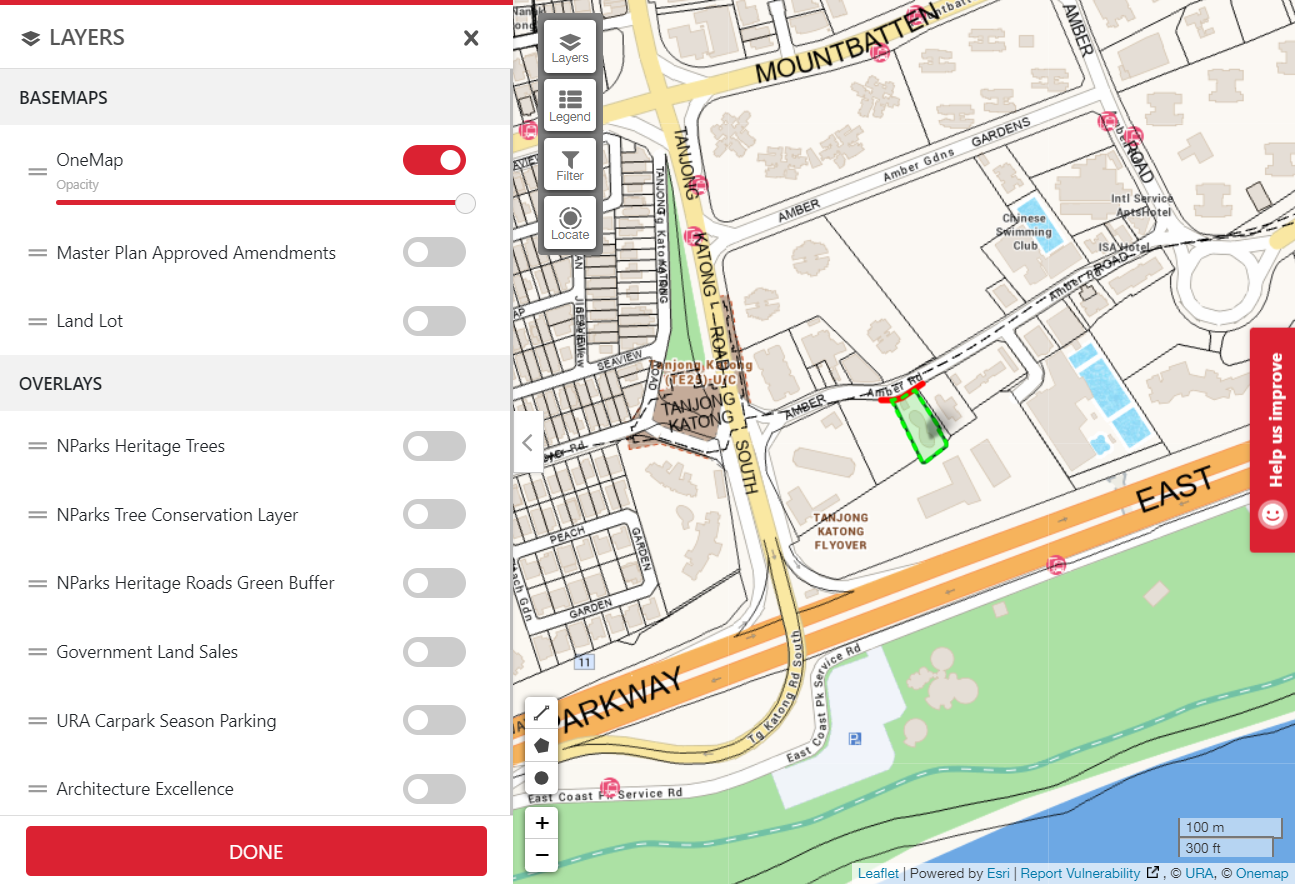 LAYERS
BASEMAPS
OneMap
Opacity
Master Plan Approved Amendments
Land Lot
OVERLAYS
NParks Heritage Trees
NParks Tree Conservation Layer
NParks Heritage Roads Green Buffer
Government Land Sales
URA Carpark Season Parking
Architecture Excellence
DONE
Layers
Legend
Filter
Locate
MOUNTBATTEN
AMBER
ROAD
TANJONG
KATONG
ROAD
SOUTH
TANJONG
KATONG
Tg Katong
AMBER
Amber Gdns
GARDENS
Intl Service
AptsHotel
Chinese
Swimming
Club
ISA Hotel
Amber Rd
ROAD
SEAVIEW
ROAD
Tanjong Katong
(TE25)-U/C
TANJONG
KATONG
AMBER
Amber Rd
TANJONG
KATONG
FLYOVER
EAST
PARKWAY
PEACH
GARDEN
GARDEN
11
Tg Katong Rd South
East Coast Pk Service Rd
East Coast Pk Service Rd
Help us improve
+
−
100 m
300 ft
Leaflet | Powered by Esri | Report Vulnerability , © URA, © Onemap